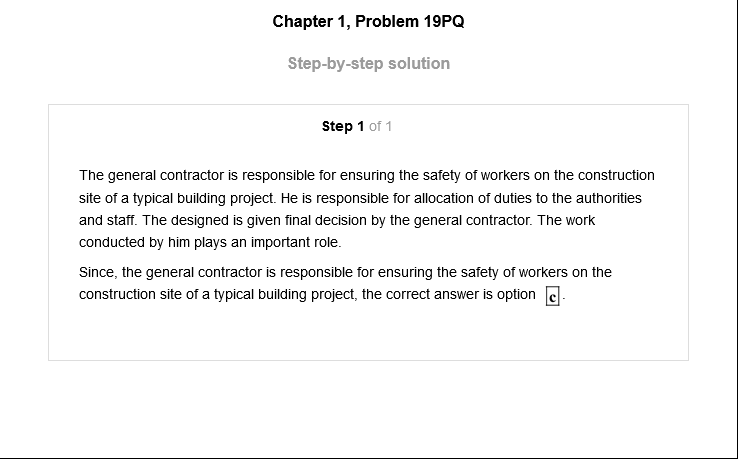 Chapter 1, Problem 19PQ
Step-by-step solution
Step 1 of 1
The general contractor is responsible for ensuring the safety of workers on the construction
site of a typical building project. He is responsible for allocation of duties to the authorities
and staff. The designed is given final decision by the general contractor. The work
conducted by him plays an important role.
Since, the general contractor is responsible for ensuring the safety of workers on the
construction site of a typical building project, the correct answer is option c.